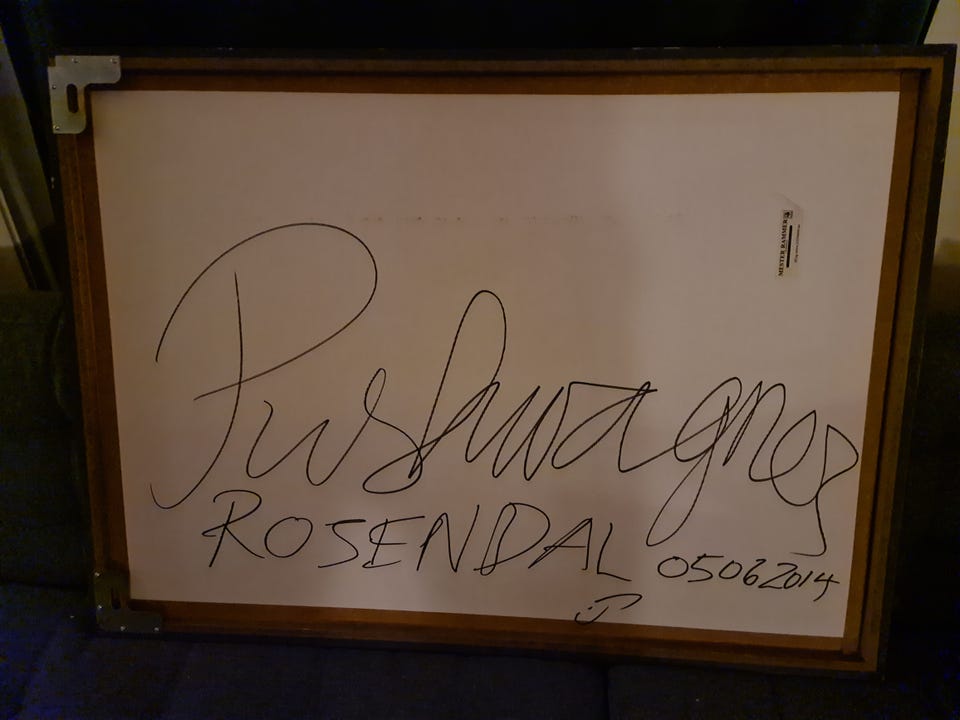 Pushwagner
ROSENDAL 05062014
MESTER RAMMER